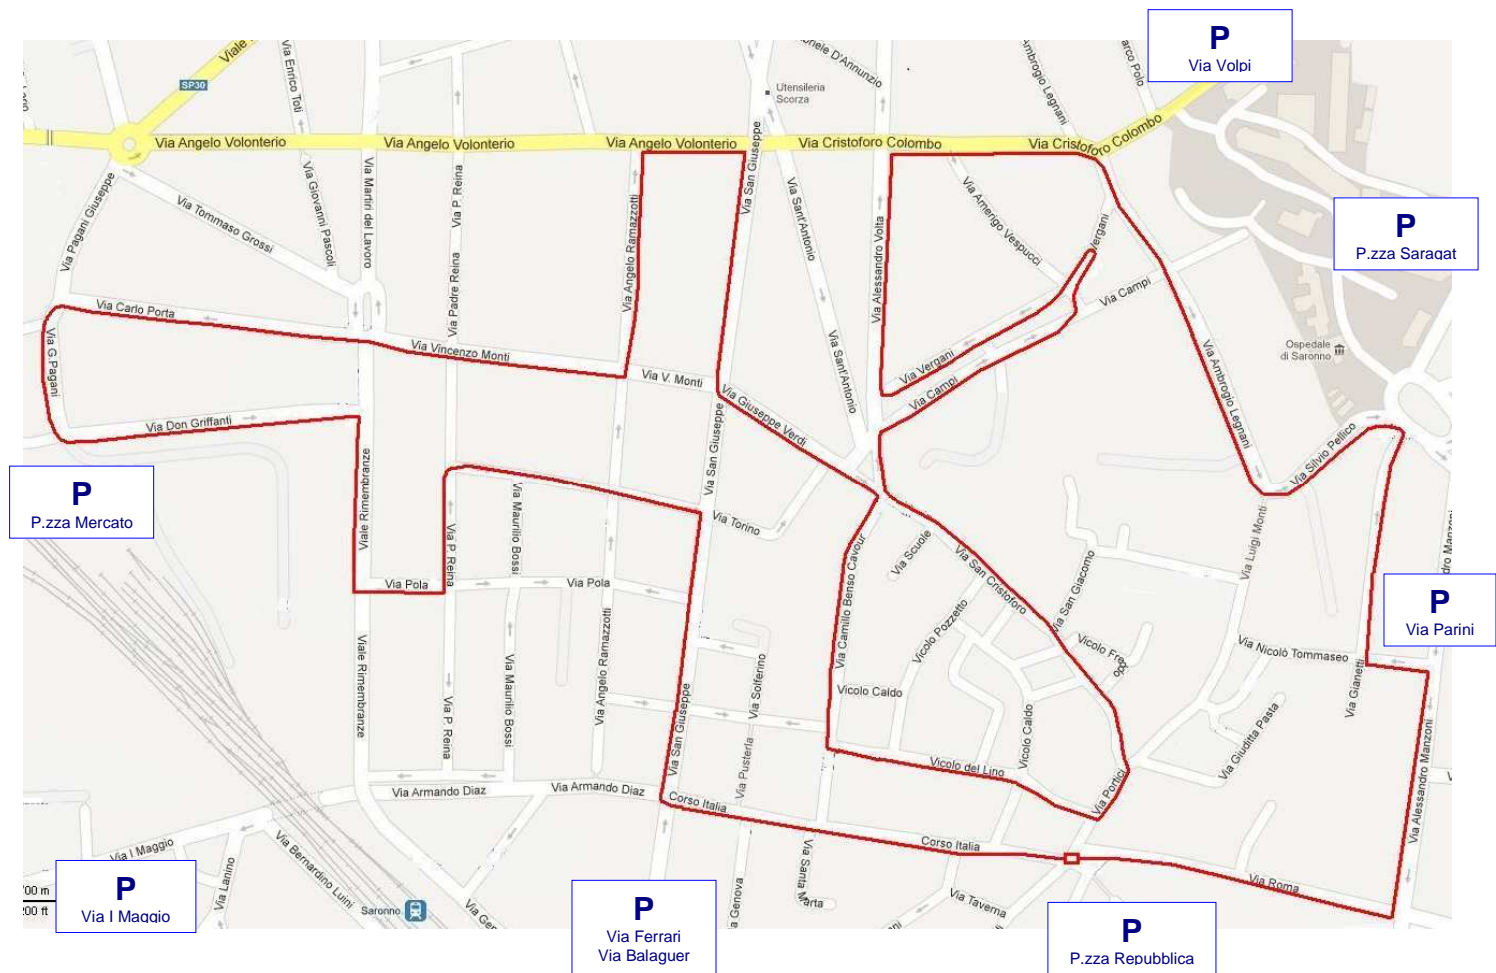 P
Via Volpi
Viale
Via Enrico Toti
SP30
Utensileria
Scorza
Via Angelo Volonterio
Via Angelo Volonterio
Via Angelo Volonterio
Via Cristoforo Colombo
Via Cristoforo Colombo
Via Pagani Giuseppe
Via Tommaso Grossi
Via Giovanni Pascoli
Via Martiri del Lavoro
Via P. Reina
Via Padre Reina
Via Angelo Ramazzotti
Via San Giuseppe
Via Sant'Antonio
Via Sant'Antonio
Via Alessandro Volta
Via Amerigo Vespucci
Vergani
P
P.zza Saragat
Via Carlo Porta
Via G Pagani
Via Vincenzo Monti
Via V. Monti
Via Vergani
Via Campi
Via Campi
Via Ambrogio Legnani
Ospedale
di Saronno
Via Don Griffanti
Via Giuseppe Verdi
Via San Giuseppe
Via Silvio Pellico
P
P.zza Mercato
Viale Rimembranze
Via P. Reina
Via Maurilio Bossi
Via Torino
Via Camillo Benso Cavour
Via Scuole
Via San Cristoforo
Via San Giacomo
Via Luigi Monti
Via Pola
Via Pola
P
Via Parini
Viale Rimembranze
Via P. Reina
Via Maurilio Bossi
Via Angelo Ramazzotti
Via San Giuseppe
Via Solferino
Via Pusterla
Vicolo Pozzetto
Vicolo Caldo
Vicolo Caldo
Via Nicolò Tommaseo
Via Gianetti
Via Giuditta Pasta
Via Alessandro Manzoni
Vicolo del Lino
Via Portici
Via Armando Diaz
Via Armando Diaz
Corso Italia
Corso Italia
Via Roma
Via I Maggio
Via Lanino
Via Bernardino Luini
Saronno
Via Genova
Via Santa Marta
Via Taverna
P
Via I Maggio
P
Via Ferrari
Via Balaguer
P
P.zza Repubblica